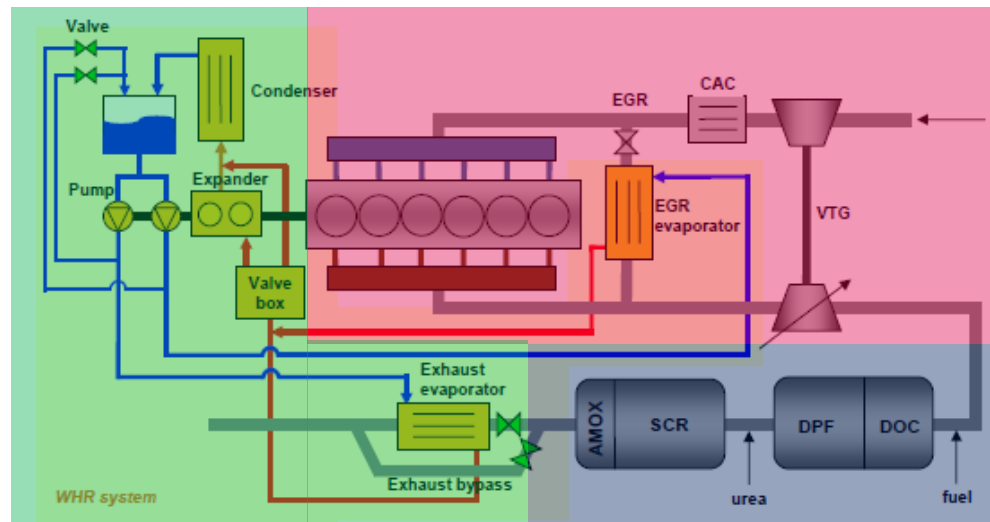 Valve
Condenser
CAC
EGR
Pump
Expander
EGR
evaporator
VTG
Valve
box
Exhaust
evaporator
AMOX
SCR
DPF
DOC
Exhaust bypass
WHR system
urea
fuel